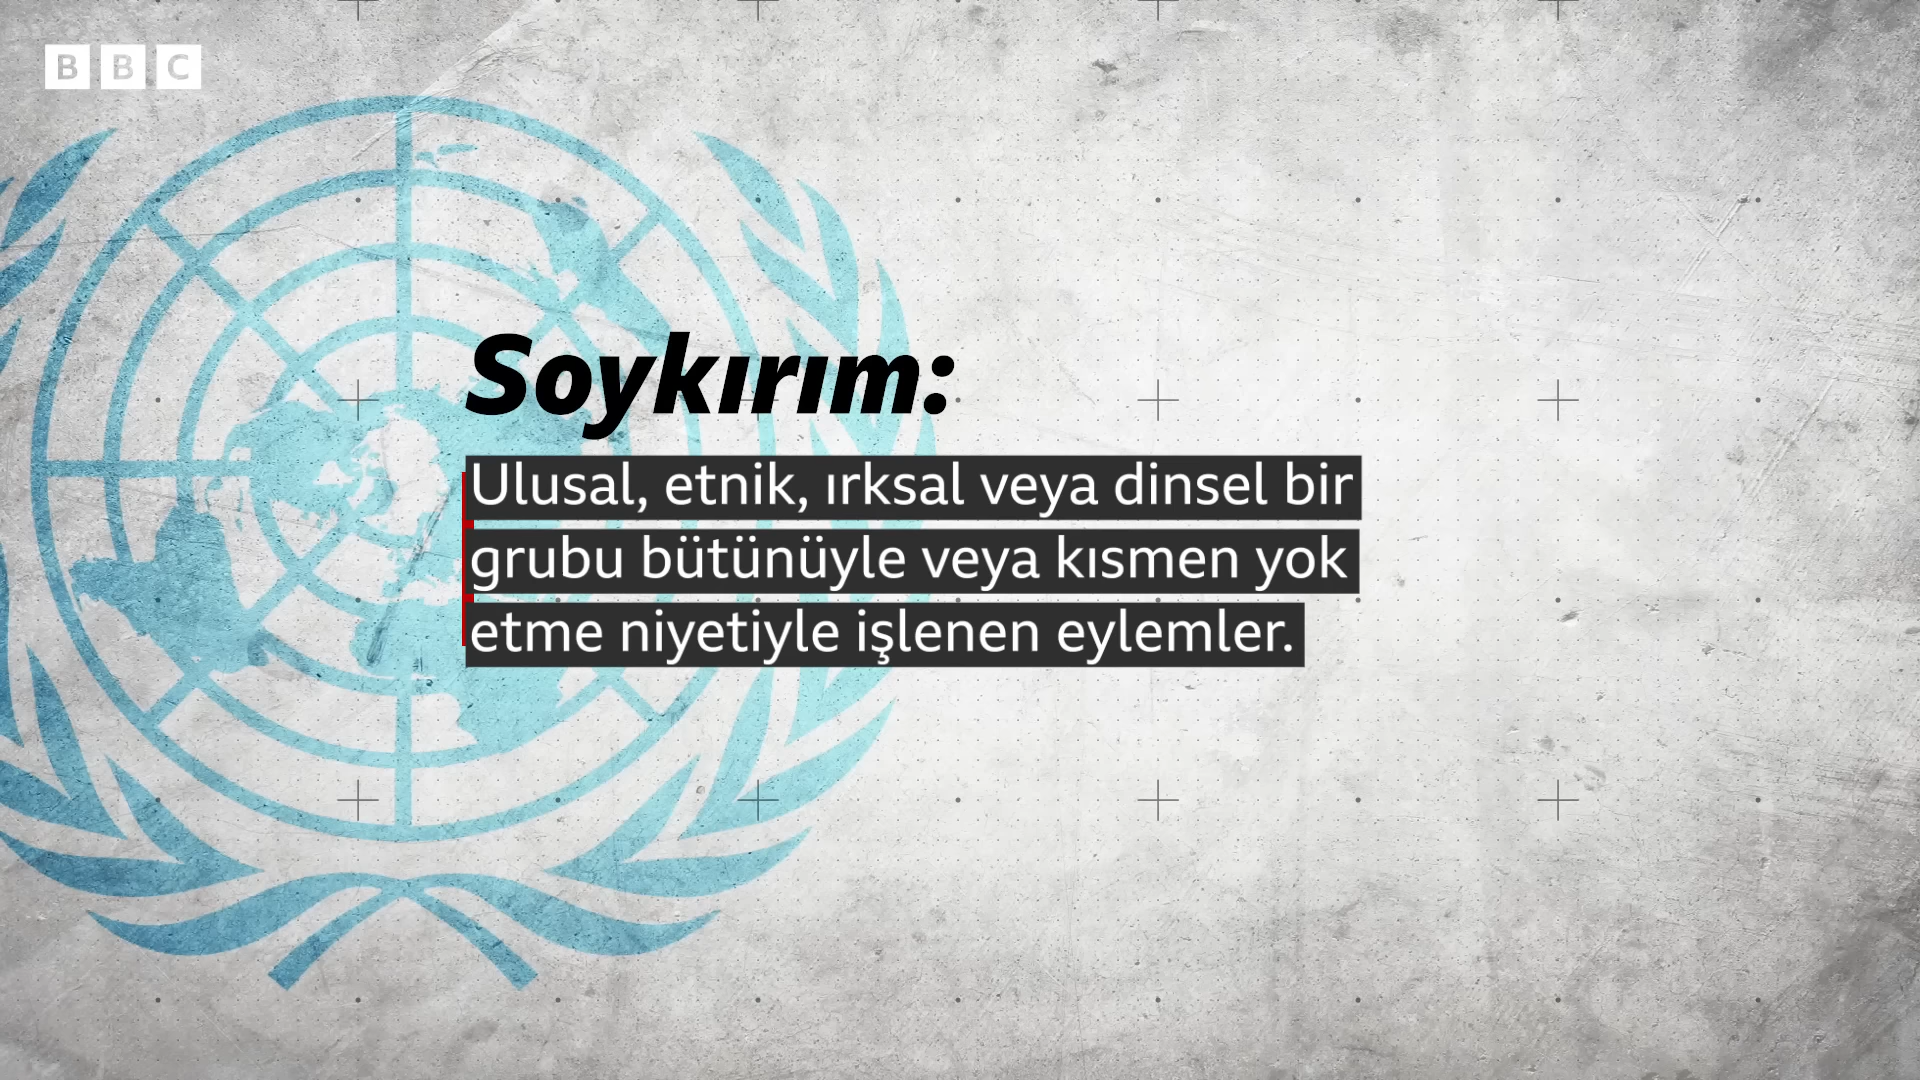 BBC
Soykırım:
Ulusal, etnik, ırksal veya dinsel bir
grubu bütünüyle veya kısmen yok
etme niyetiyle işlenen eylemler.